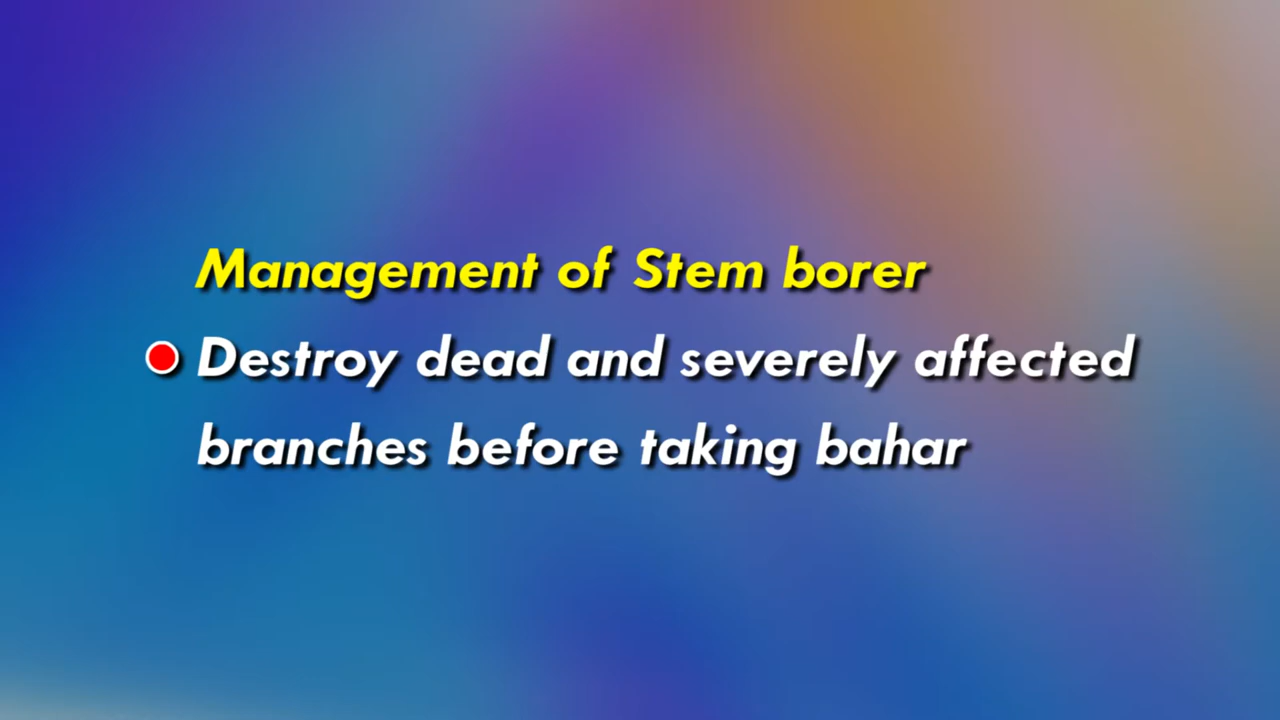 Management of Stem borer
Destroy dead and severely affected
branches before taking bahar